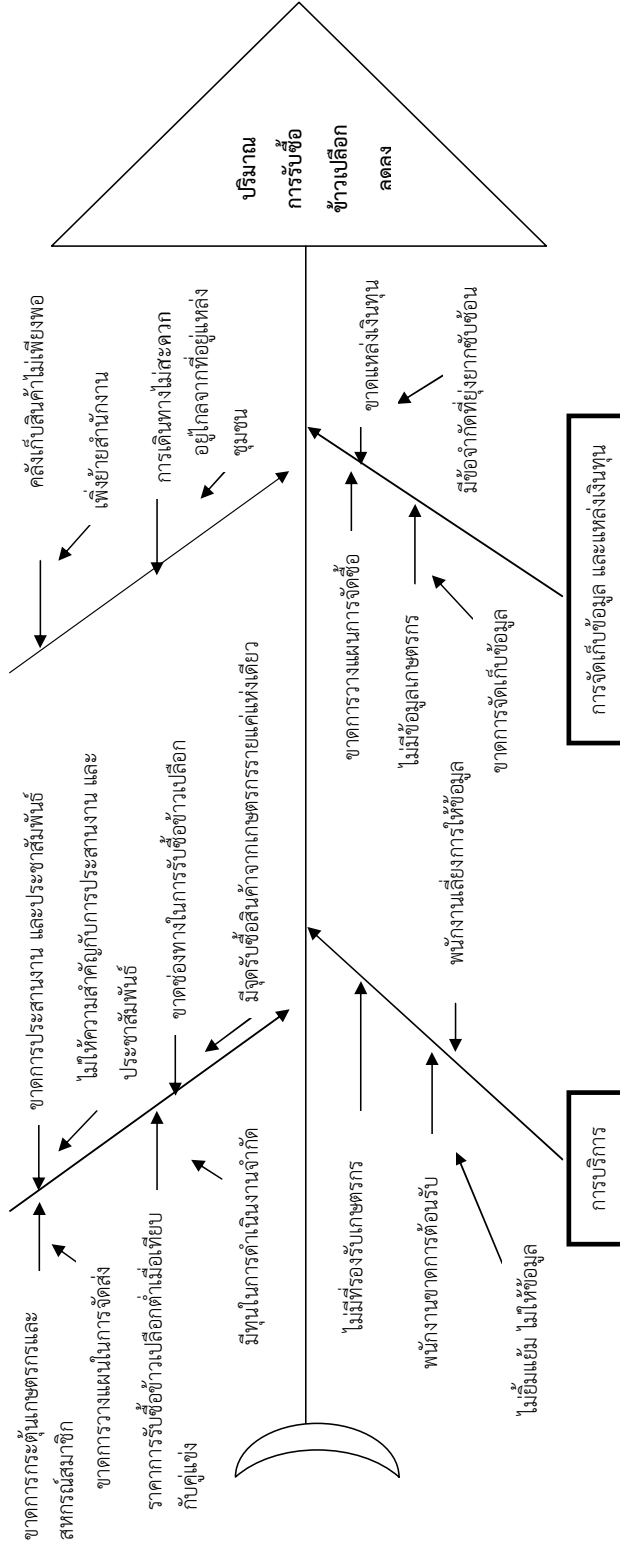 ขาดการกระตุ้นเกษตรกรและ
สหกรณ์สมาชิก
ขาดการวางแผนในการจัดส่ง
ราคาการรับซื้อข้าวเปลือกต่ำเมื่อเทียบ
กับคู่แข่ง
มีทุนในการดำเนินงานจำกัด
ขาดการประสานงาน และประชาสัมพันธ์
ไม่ให้ความสำคัญกับการประสานงาน และ
ประชาสัมพันธ์
ขาดช่องทางในการรับซื้อข้าวเปลือก
มีจุดรับซื้อสินค้าจากเกษตรกรรายแค่แห่งเดียว
คลังเก็บสินค้าไม่เพียงพอ
เพิ่งย้ายสำนักงาน
การเดินทางไม่สะดวก
อยู่ไกลจากที่อยู่แหล่ง
ชุมชน
ปริมาณ
การรับซื้อ
ข้าวเปลือก
ลดลง
ไม่มีที่รองรับเกษตรกร
พนักงานขาดการต้อนรับ
ไม่ยิ้มแย้ม ไม่ให้ข้อมูล
พนักงานเลี่ยงการให้ข้อมูล
การบริการ
ขาดการวางแผนการจัดซื้อ
ไม่มีข้อมูลเกษตรกร
ขาดการจัดเก็บข้อมูล
ขาดแหล่งเงินทุน
มีข้อจำกัดที่ยุ่งยากซับซ้อน
การจัดเก็บข้อมูล และแหล่งเงินทุน